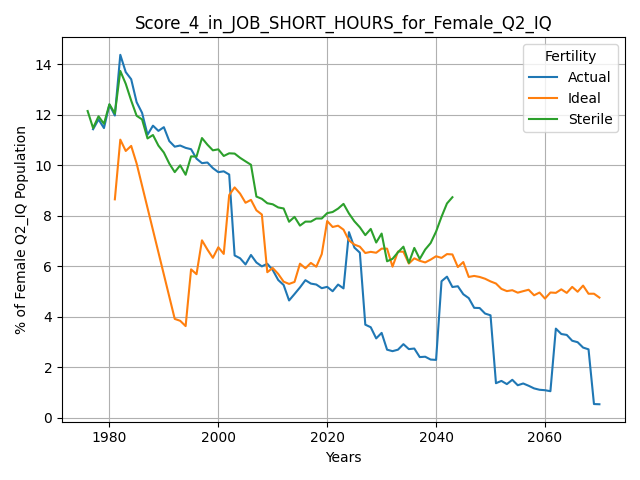 Score_4_in_JOB_SHORT_HOURS_for_Female_Q2_IQ
% of Female Q2_IQ Population
14
12
10
8
6
4
2
0
Fertility
Actual
Ideal
Sterile
1980
2000
2020
2040
2060
Years